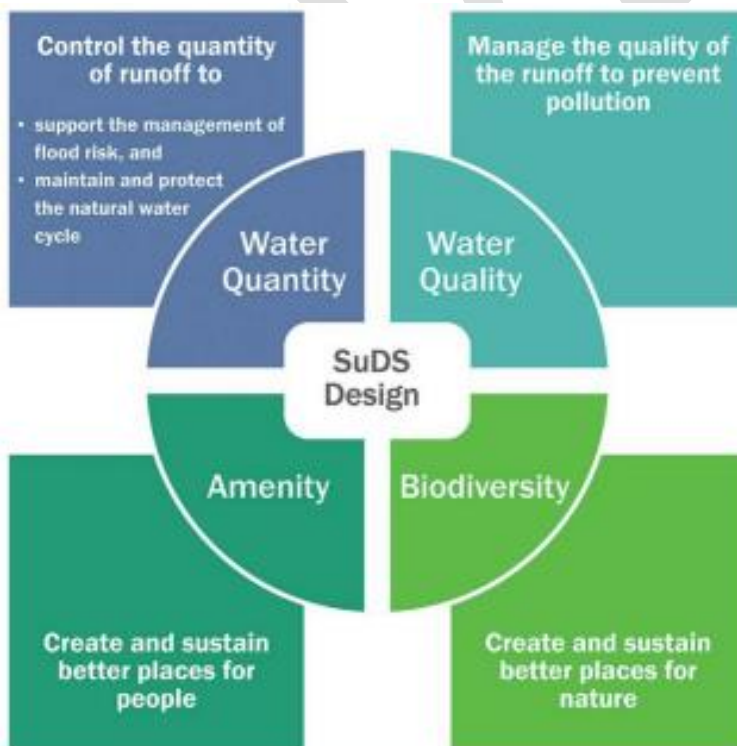 Control the quantity
of runoff to
• support the management of
flood risk, and
• maintain and protect
the natural water
cycle
Manage the quality of
the runoff to prevent
pollution
Water
Quantity
Water
Quality
SuDS
Design
Amenity
Biodiversity
Create and sustain
better places for
people
Create and sustain
better places for
nature